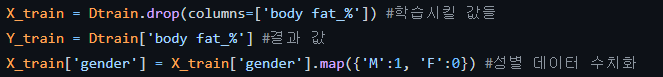 X_train = Dtrain.drop(columns=['body fat_%']) #학습시킬 값들
Y_train = Dtrain['body fat_%'] #결과 값
X_train['gender'] = X_train['gender'].map({'M':1, 'F':0}) #성별 데이터 수치화